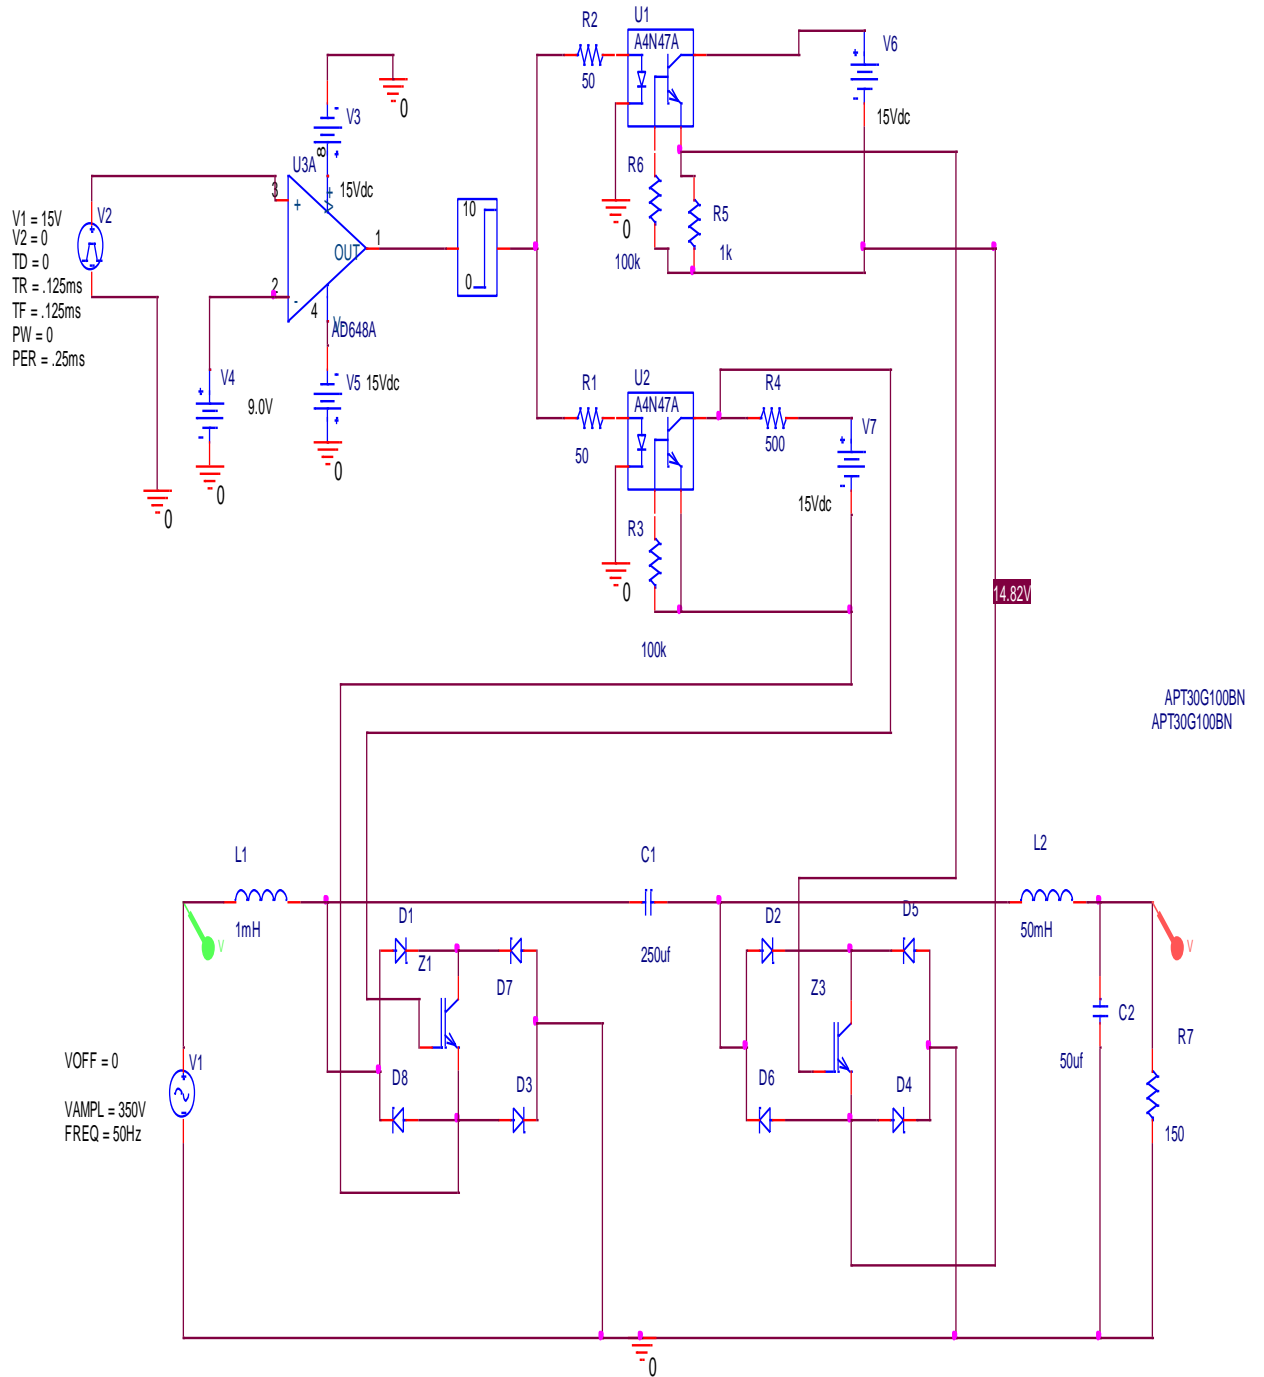 U1
R2
A4N47A
V6
50
15Vdc
V3
0
8
U3A
15Vdc
3
+
V1 = 15V
V2 = 0
TD = 0
TR = .125ms
TF = .125ms
PW = 0
PER = .25ms
V2
OUT
1
10
0
2
-
4
AD648A
R6
R5
0
100k
1k
V4
9.0V
V5
15Vdc
0
0
0
R1
U2
R4
A4N47A
V7
50
500
15Vdc
R3
0
14.82V
100k
APT30G100BN
APT30G100BN
L1
C1
L2
1mH
D1
D2
D5
50mH
250uf
V
V
Z1
D7
Z3
C2
R7
VOFF = 0
V1
50uf
VAMPL = 350V
FREQ = 50Hz
D8
D3
D6
D4
150
0